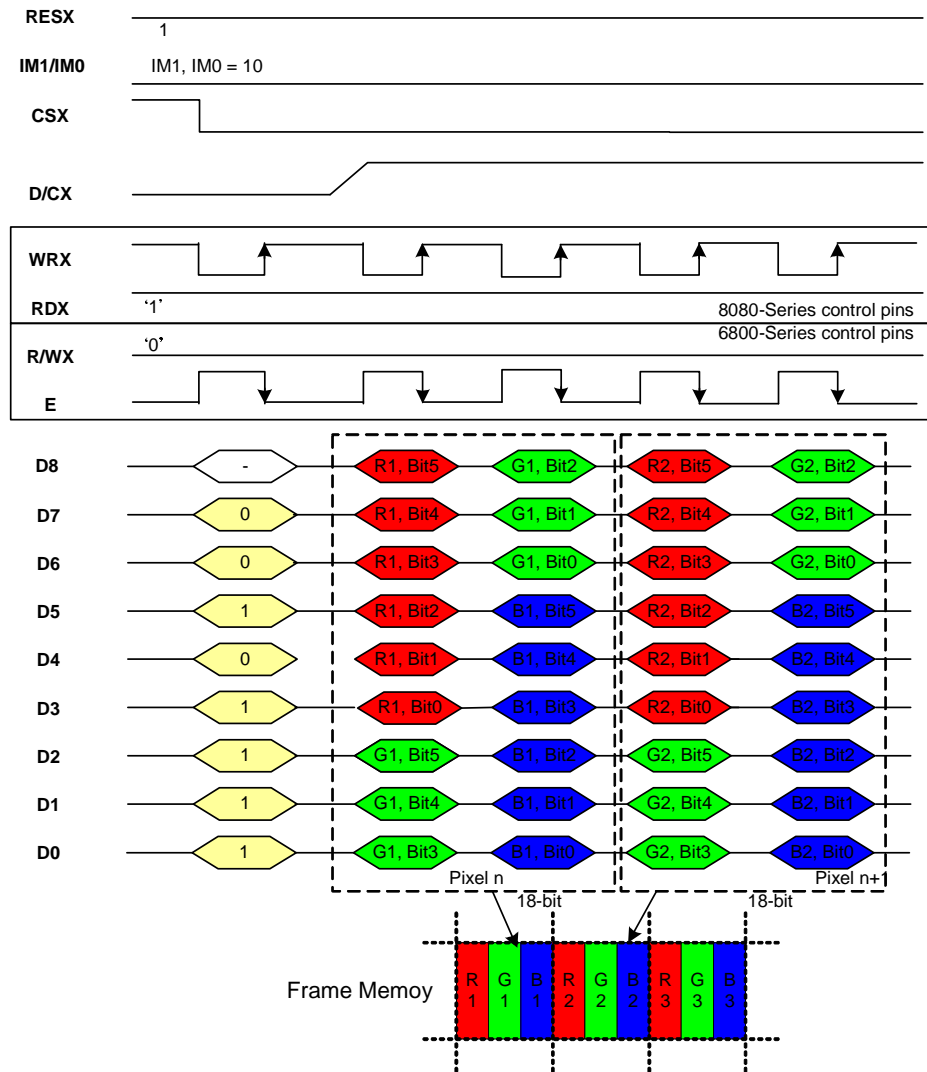 RESX
1
IM1/IM0 IM1, IM0 = 10
CSX
D/CX
WRX
RDX ‘1’ 8080-Series control pins
6800-Series control pins
R/WX ‘0’
E
D8 - R1, Bit5 G1, Bit2 R2, Bit5 G2, Bit2
D7 0 R1, Bit4 G1, Bit1 R2, Bit4 G2, Bit1
D6 0 R1, Bit3 G1, Bit0 R2, Bit3 G2, Bit0
D5 1 R1, Bit2 B1, Bit5 R2, Bit2 B2, Bit5
D4 0 R1, Bit1 B1, Bit4 R2, Bit1 B2, Bit4
D3 1 R1, Bit0 B1, Bit3 R2, Bit0 B2, Bit3
D2 1 G1, Bit5 B1, Bit2 G2, Bit5 B2, Bit2
D1 1 G1, Bit4 B1, Bit1 G2, Bit4 B2, Bit1
D0 1 G1, Bit3 B1, Bit0 G2, Bit3 B2, Bit0
Pixel n Pixel n+1
18-bit 18-bit
Frame Memoy
R G B R G B R G B
1 1 1 2 2 2 3 3 3